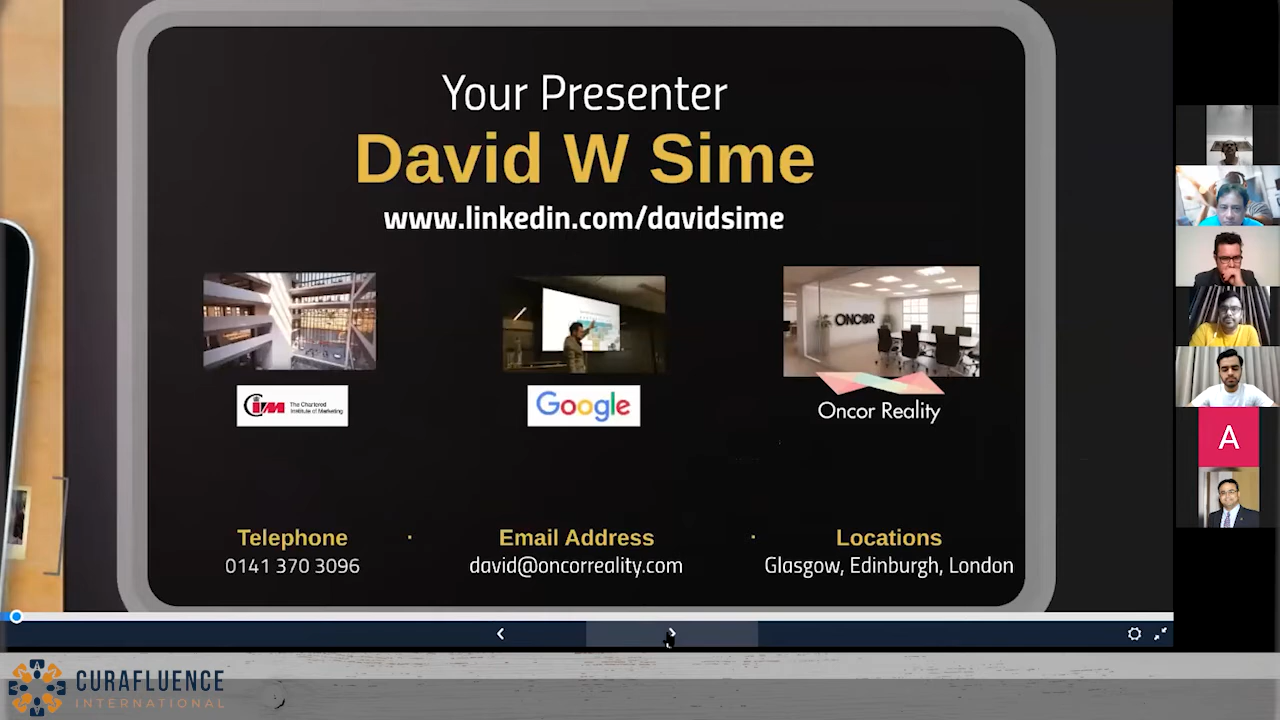 Your Presenter
David W Sime
www.linkedin.com/davidsime
ONCOR
CiM The Chartered
Institute of Marketing
Google
Oncor Reality
Telephone · Email Address · Locations
0141 370 3096 david@oncorreality.com Glasgow, Edinburgh, London
A
CURAFLUENCE
INTERNATIONAL